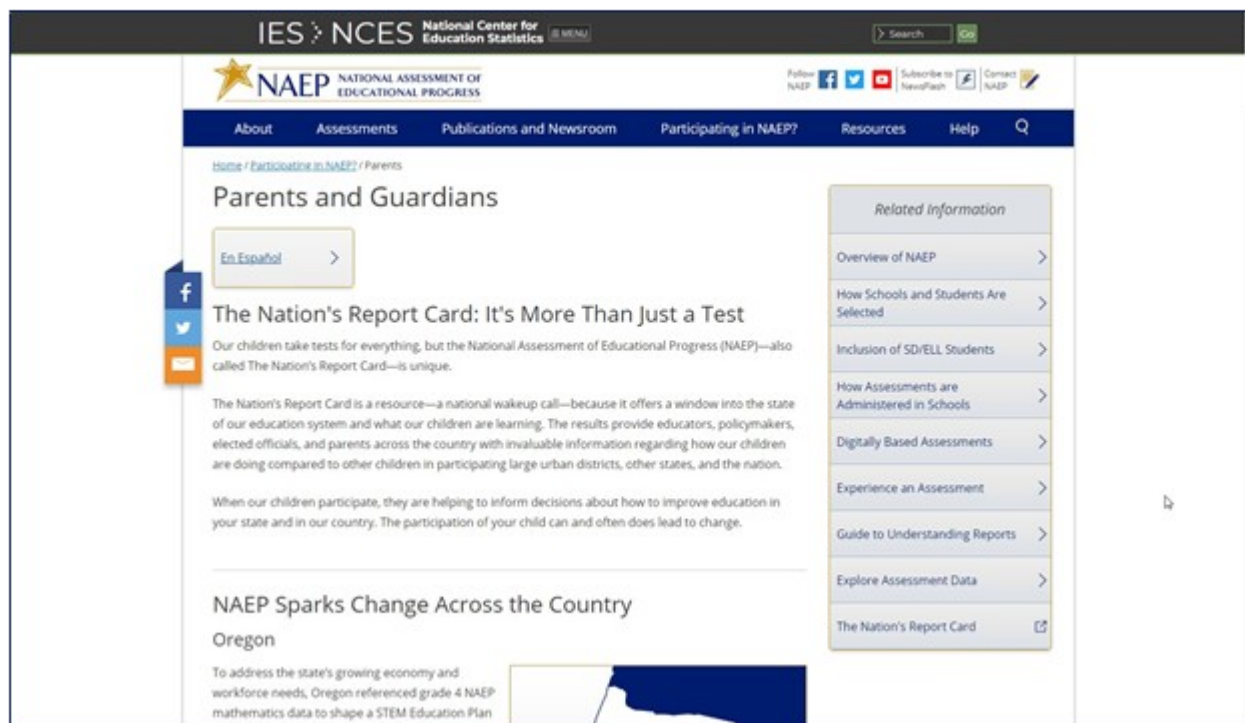 IES > NCES National Center for
Education Statistics
MENU
Search
Go
NAEP NATIONAL ASSESSMENT OF
EDUCATIONAL PROGRESS
Follow
NAEP
Subscribe to
NewsFlash
Contact
NAEP
About Assessments Publications and Newsroom Participating in NAEP? Resources Help
Home / Participating in NAEP? / Parents
Parents and Guardians
En Español
The Nation's Report Card: It's More Than Just a Test
Our children take tests for everything, but the National Assessment of Educational Progress (NAEP)—also
called The Nation's Report Card—is unique.
The Nation's Report Card is a resource—a national wakeup call—because it offers a window into the state
of our education system and what our children are learning. The results provide educators, policymakers,
elected officials, and parents across the country with invaluable information regarding how our children
are doing compared to other children in participating large urban districts, other states, and the nation.
When our children participate, they are helping to inform decisions about how to improve education in
your state and in our country. The participation of your child can and often does lead to change.
NAEP Sparks Change Across the Country
Oregon
To address the state's growing economy and
workforce needs, Oregon referenced grade 4 NAEP
mathematics data to shape a STEM Education Plan
Related Information
Overview of NAEP
How Schools and Students Are
Selected
Inclusion of SD/ELL Students
How Assessments are
Administered in Schools
Digitally Based Assessments
Experience an Assessment
Guide to Understanding Reports
Explore Assessment Data
The Nation's Report Card